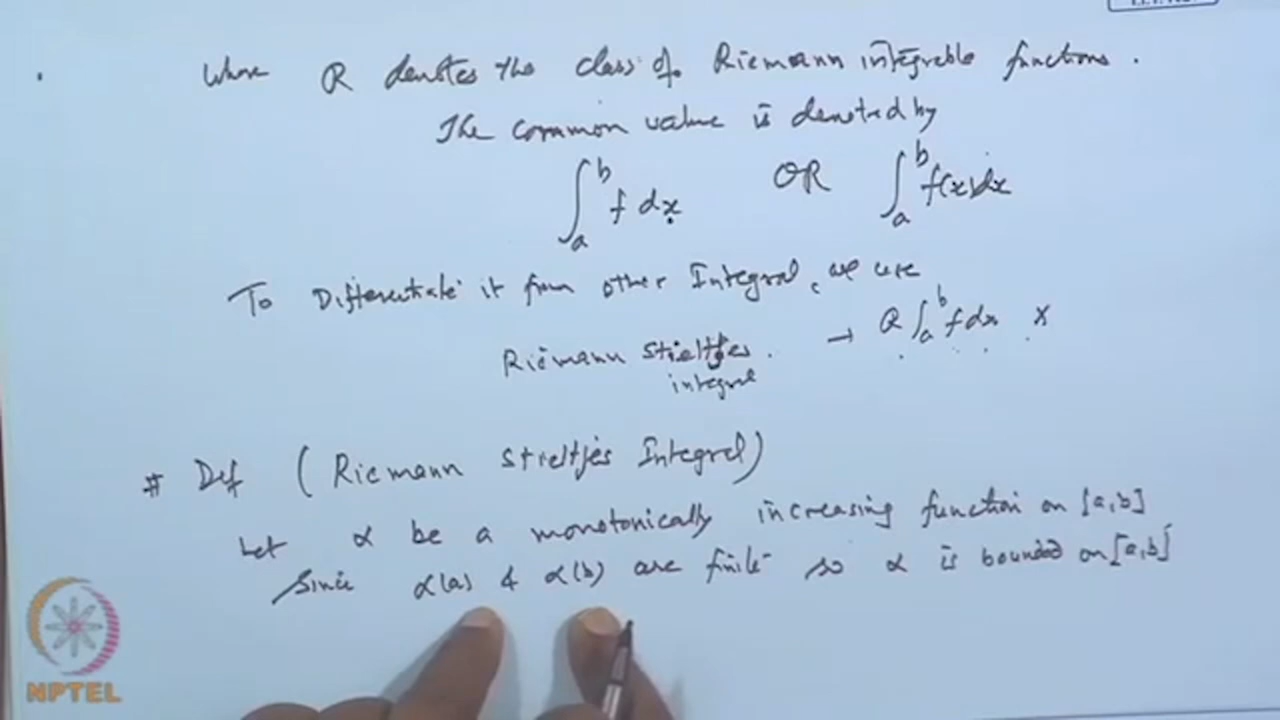 Where R denotes the class of Riemann integrable functions.
The common value is denoted by
∫_a^b f dx OR ∫_a^b f(x)dx
To Differentiate it from other Integral, we use
Riemann Stieltjes integral. → R ∫_a^b f dx X
# Def (Riemann Stieltjes Integral)
Let α be a monotonically increasing function on [a,b]
Since α(a) & α(b) are finite so α is bounded on [a,b]
NPTEL